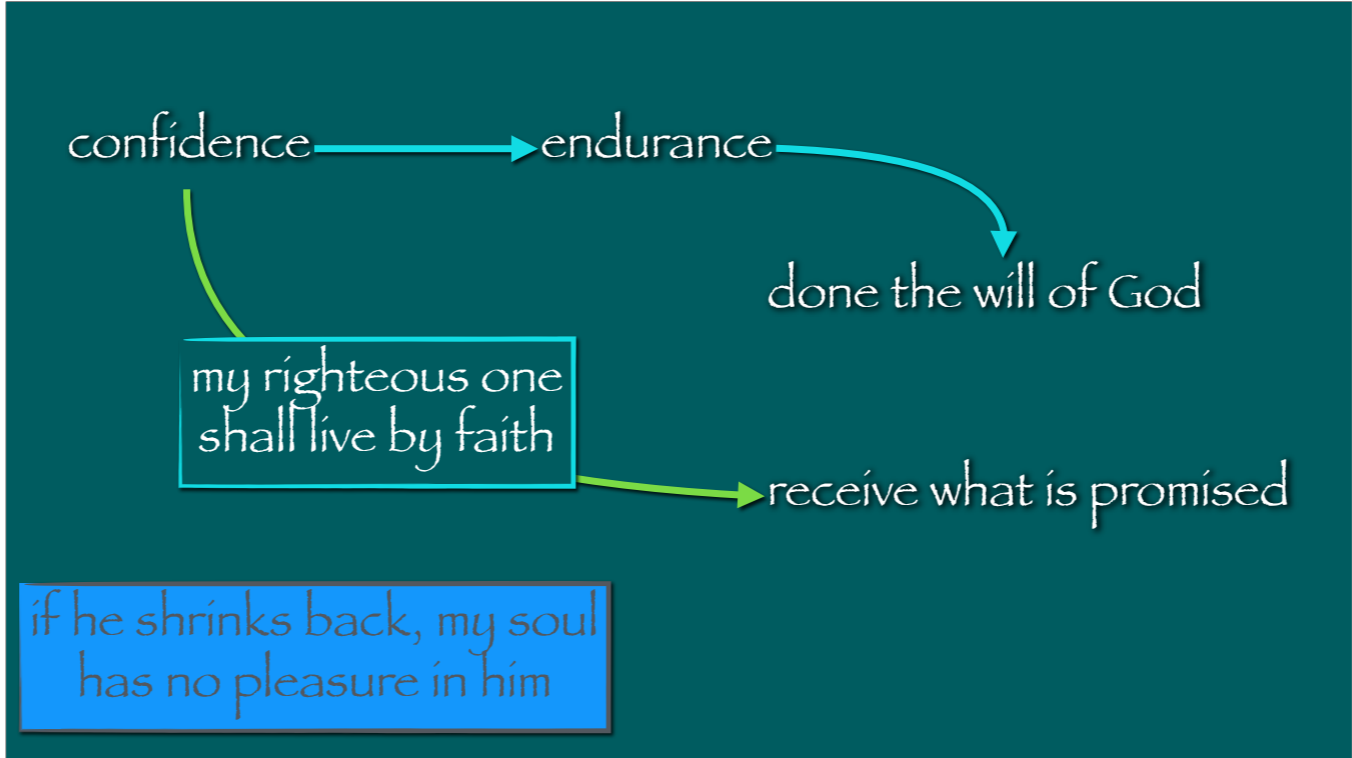 confidence
endurance
done the will of God
my righteous one
shall live by faith
receive what is promised
if he shrinks back, my soul
has no pleasure in him